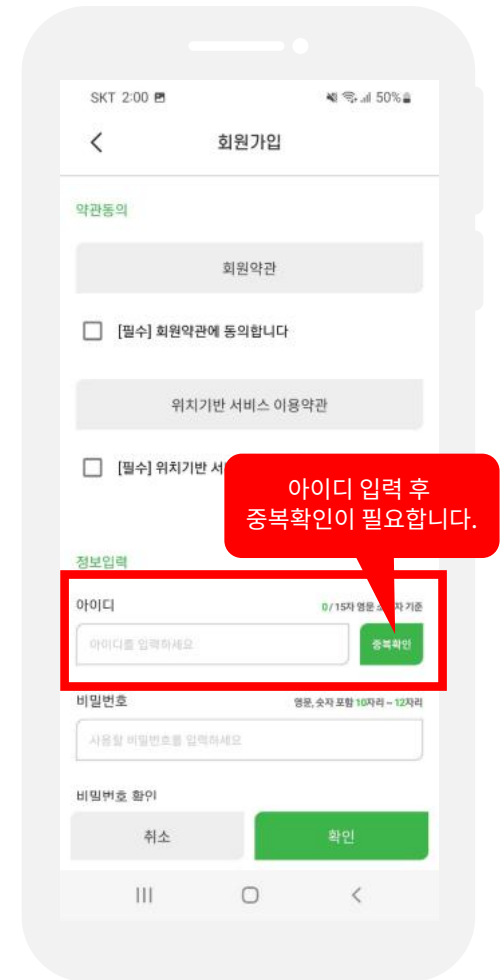 SKT 2:00 50%
회원가입
약관동의
회원약관
[필수] 회원약관에 동의합니다
위치기반 서비스 이용약관
[필수] 위치기반
아이디 입력 후
중복확인이 필요합니다.
정보입력
아이디 0 / 15자 영문 기준
아이디를 입력하세요 중복확인
비밀번호 영문, 숫자 포함 10자리 ~ 12자리
사용할 비밀번호를 입력하세요
비밀번호 확인
취소 확인